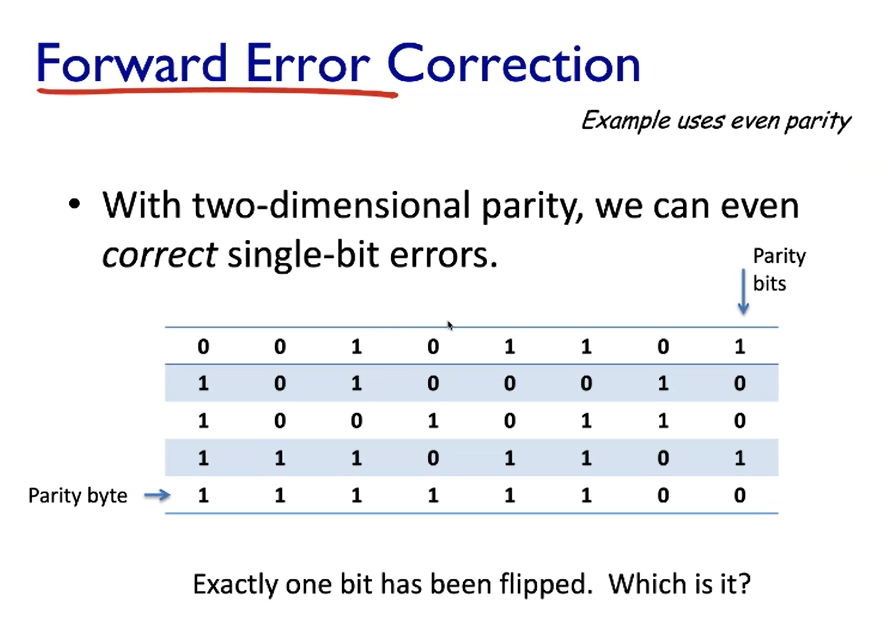 Forward Error Correction
Example uses even parity
• With two-dimensional parity, we can even
correct single-bit errors.
Parity
bits
0 0 1 0 1 1 0 1
1 0 1 0 0 0 1 0
1 0 0 1 0 1 1 0
1 1 1 0 1 1 0 1
Parity byte 1 1 1 1 1 1 0 0
Exactly one bit has been flipped. Which is it?